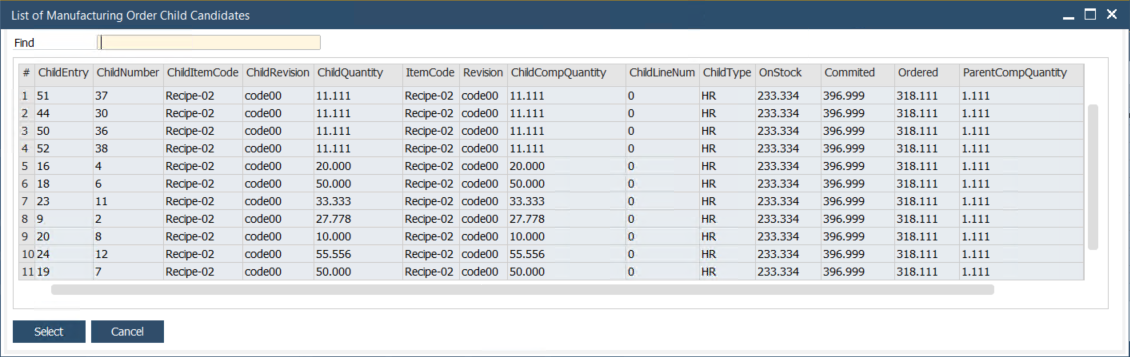 List of Manufacturing Order Child Candidates
Find
# ChildEntry ChildNumber ChildItemCode ChildRevision ChildQuantity ItemCode Revision ChildCompQuantity ChildLineNum ChildType OnStock Commited Ordered ParentCompQuantity
1 51 37 Recipe-02 code00 11.111 Recipe-02 code00 11.111 0 HR 233.334 396.999 318.111 1.111
2 44 30 Recipe-02 code00 11.111 Recipe-02 code00 11.111 0 HR 233.334 396.999 318.111 1.111
3 50 36 Recipe-02 code00 11.111 Recipe-02 code00 11.111 0 HR 233.334 396.999 318.111 1.111
4 52 38 Recipe-02 code00 11.111 Recipe-02 code00 11.111 0 HR 233.334 396.999 318.111 1.111
5 16 4 Recipe-02 code00 20.000 Recipe-02 code00 20.000 0 HR 233.334 396.999 318.111 1.111
6 18 6 Recipe-02 code00 50.000 Recipe-02 code00 50.000 0 HR 233.334 396.999 318.111 1.111
7 23 11 Recipe-02 code00 33.333 Recipe-02 code00 33.333 0 HR 233.334 396.999 318.111 1.111
8 9 2 Recipe-02 code00 27.778 Recipe-02 code00 27.778 0 HR 233.334 396.999 318.111 1.111
9 20 8 Recipe-02 code00 10.000 Recipe-02 code00 10.000 0 HR 233.334 396.999 318.111 1.111
10 24 12 Recipe-02 code00 55.556 Recipe-02 code00 55.556 0 HR 233.334 396.999 318.111 1.111
11 19 7 Recipe-02 code00 50.000 Recipe-02 code00 50.000 0 HR 233.334 396.999 318.111 1.111
Select Cancel